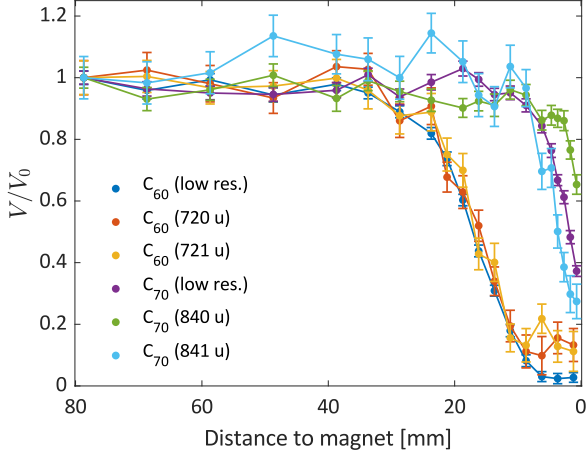 1.2
1
0.8
0.6
0.4
0.2
0
V/V₀
C₆₀ (low res.)
C₆₀ (720 u)
C₆₀ (721 u)
C₇₀ (low res.)
C₇₀ (840 u)
C₇₀ (841 u)
80 60 40 20 0
Distance to magnet [mm]